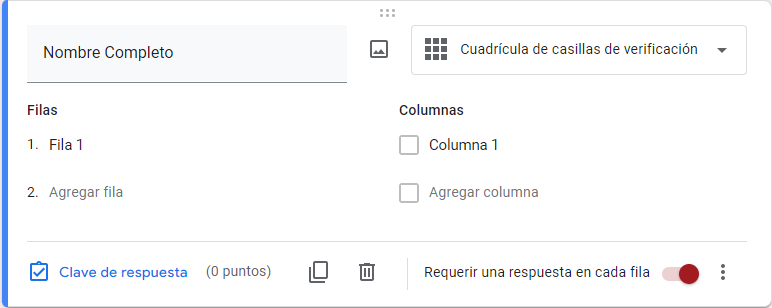 Nombre Completo
Cuadrícula de casillas de verificación
Filas
Columnas
1. Fila 1
Columna 1
2. Agregar fila
Agregar columna
Clave de respuesta (0 puntos)
Requerir una respuesta en cada fila